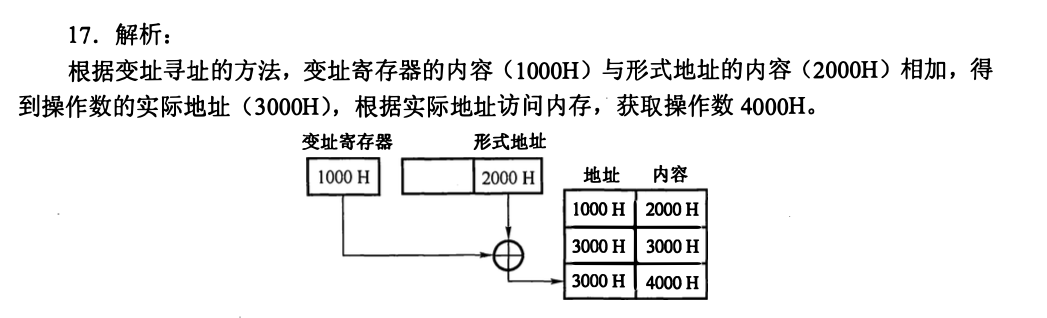 17. 解析：
根据变址寻址的方法，变址寄存器的内容（1000H）与形式地址的内容（2000H）相加，得
到操作数的实际地址（3000H），根据实际地址访问内存，获取操作数 4000H。
变址寄存器 形式地址
1000 H 2000 H
地址 内容
1000 H 2000 H
3000 H 3000 H
3000 H 4000 H